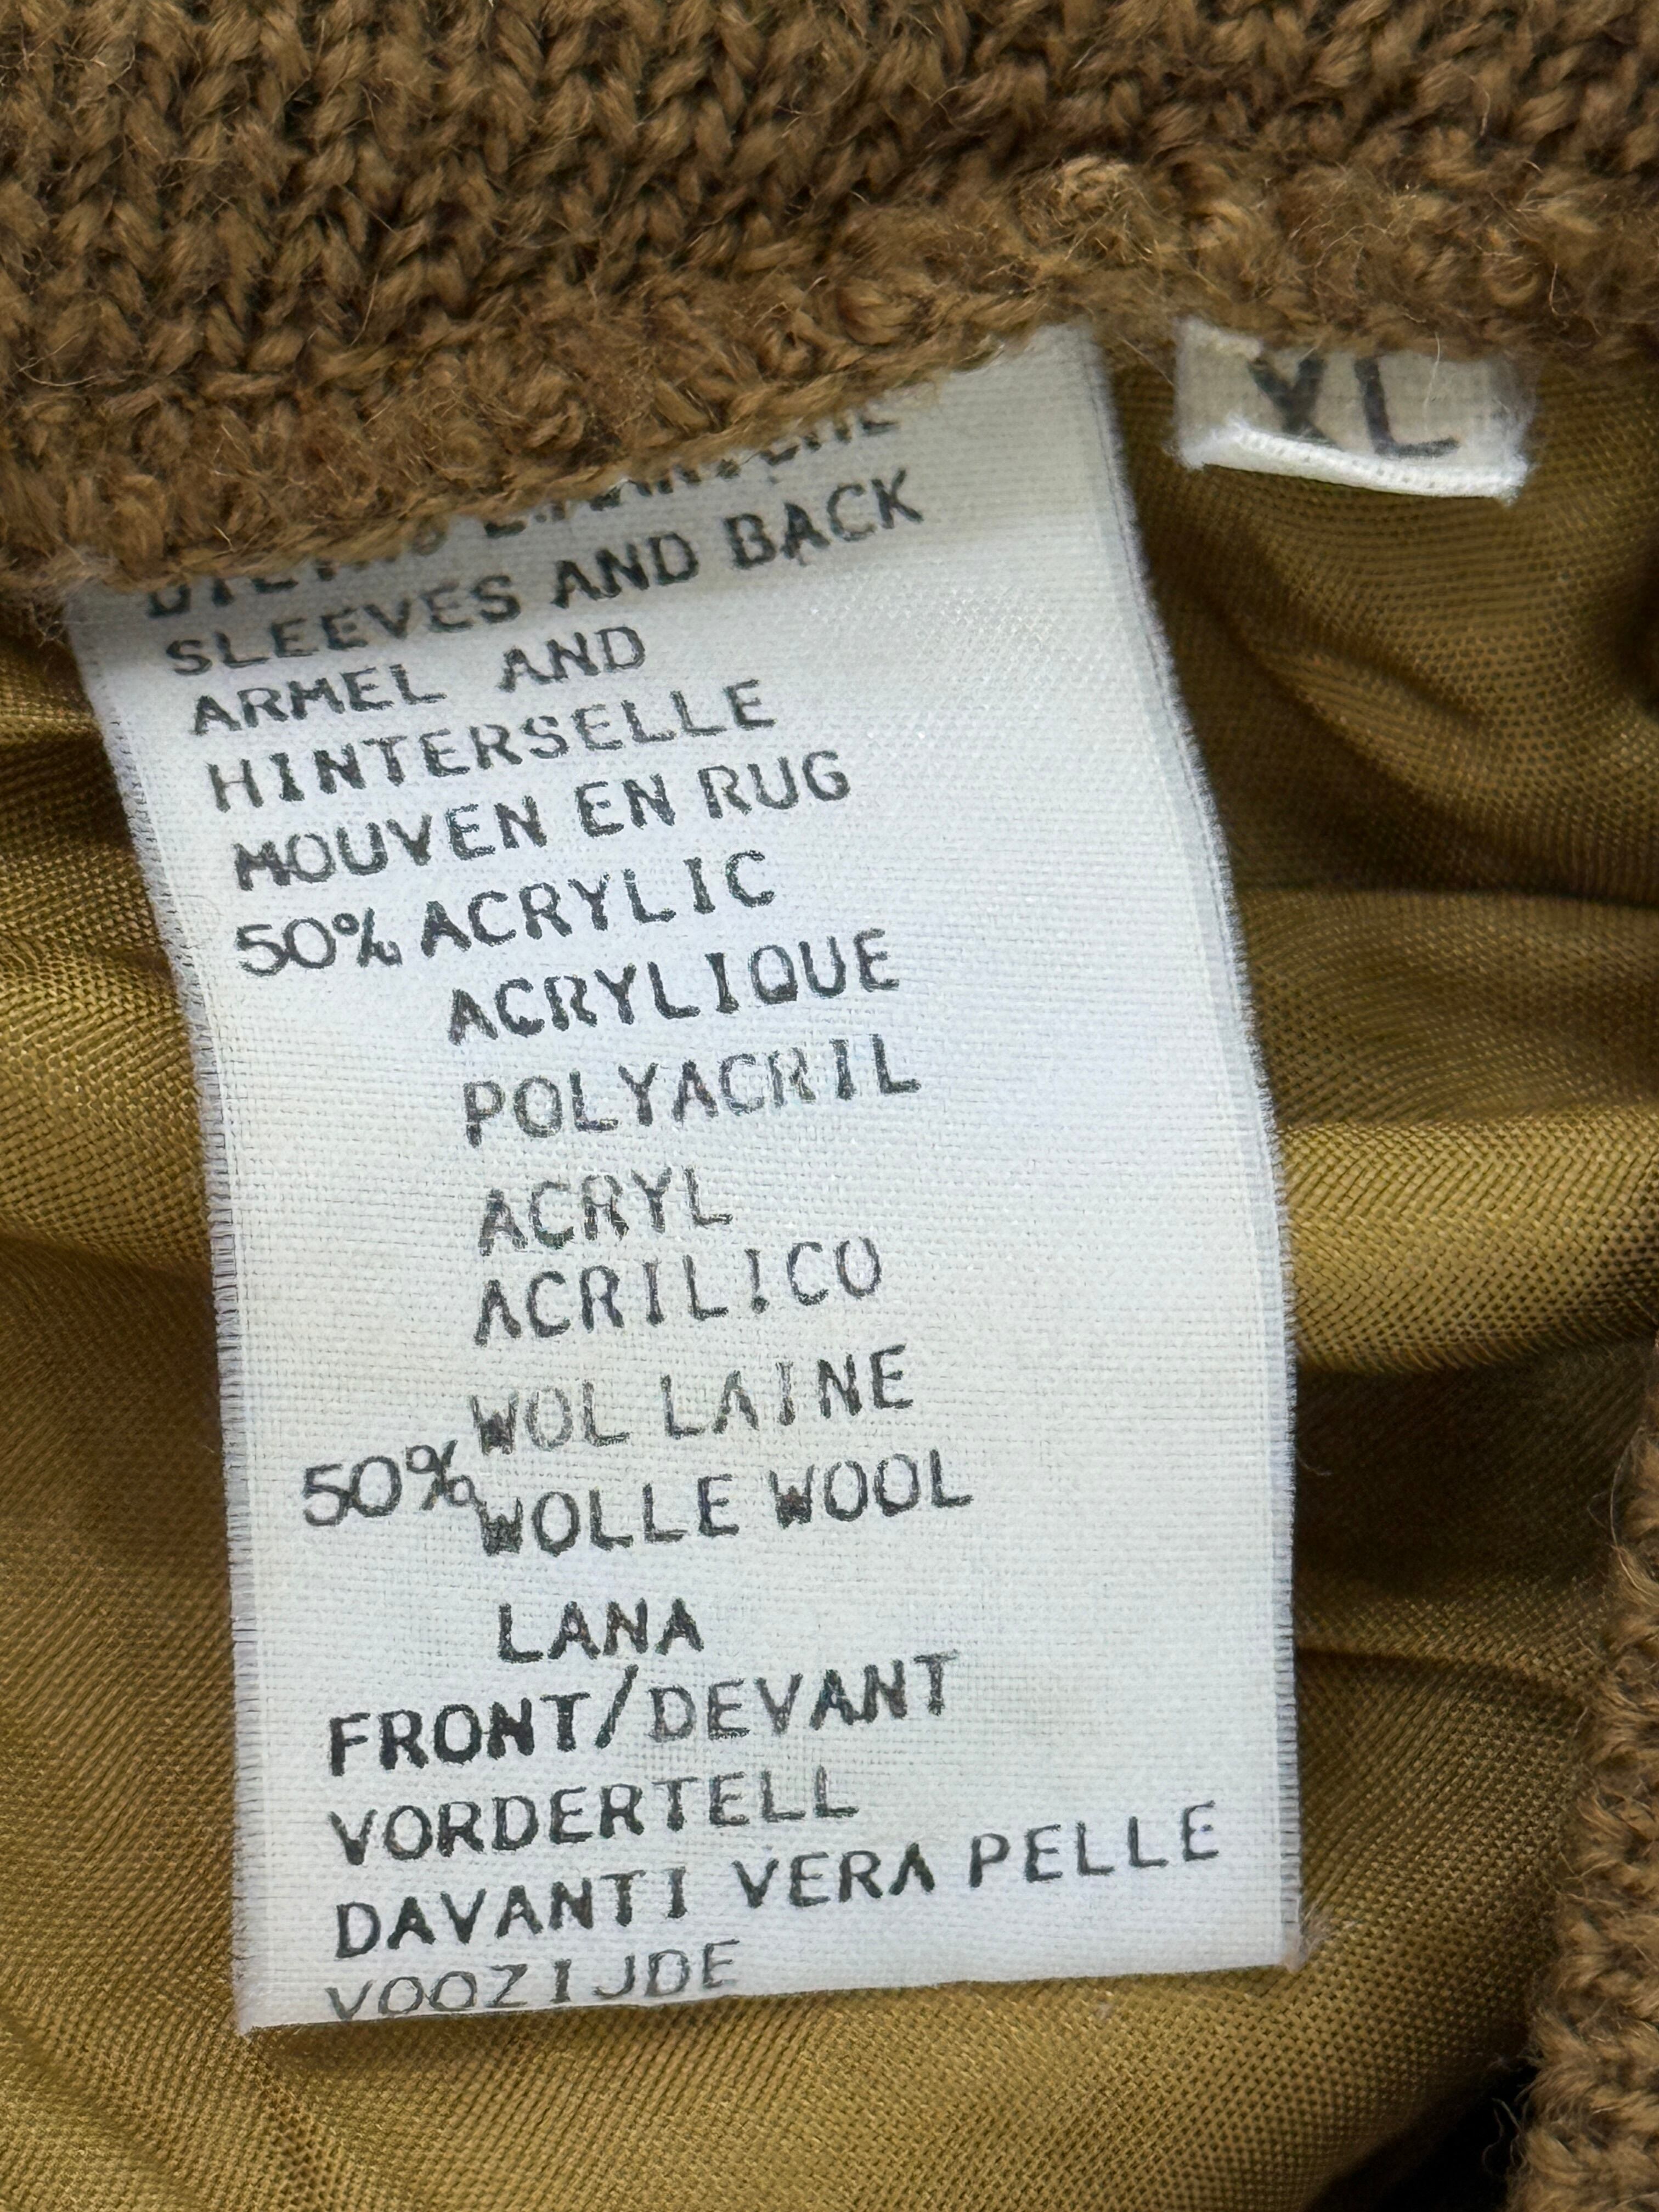 XL
SLEEVES AND BACK
ARMEL AND
HINTERSELLE
MOUVEN EN RUG
50% ACRYLIC
ACRYLIQUE
POLYACRIL
ACRYL
ACRILICO
WOL LAINE
50% WOLLE WOOL
LANA
FRONT/DEVANT
VORDERTELL
DAVANTI VERA PELLE
VOOZIJDE